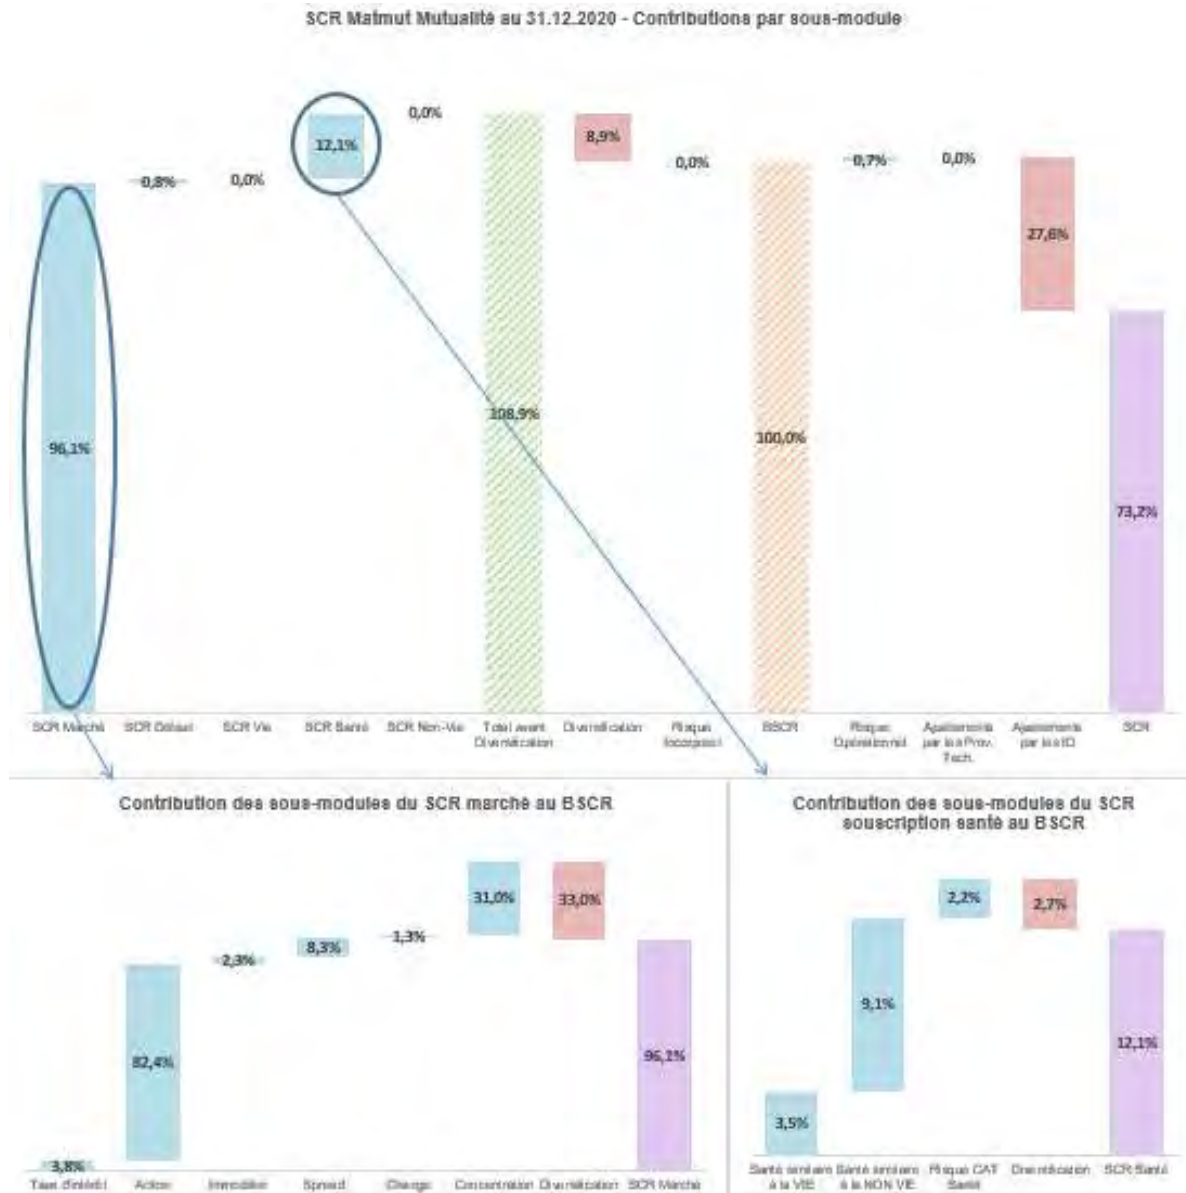 SCR Matmut Mutualité au 31.12.2020 - Contributions par sous-module
0,0%
12,1%
8,9%
0,8%
0,0%
0,0%
0,7%
0,0%
27,6%
108,9%
100,0%
96,1%
73,2%
SCR Marché
SCR Défaut
SCR Vie
SCR Santé
SCR Non-Vie
Total avant
Diversification
Diversification
Risque
Incorporel
BSCR
Risque
Opérationnel
Ajustements
par les Prov.
Tech.
Ajustements
par les ID
SCR
Contribution des sous-modules du SCR marché au BSCR
31,0%
33,0%
1,3%
8,3%
2,3%
82,4%
96,1%
3,8%
Taux d'intérêt
Action
Immobilier
Spread
Change
Concentration
Diversification
SCR Marché
Contribution des sous-modules du SCR
souscription santé au BSCR
2,2%
2,7%
9,1%
12,1%
3,5%
Santé similaire
à la VIE
Santé similaire
à la NON VIE
Risque CAT
Santé
Diversification
SCR Santé